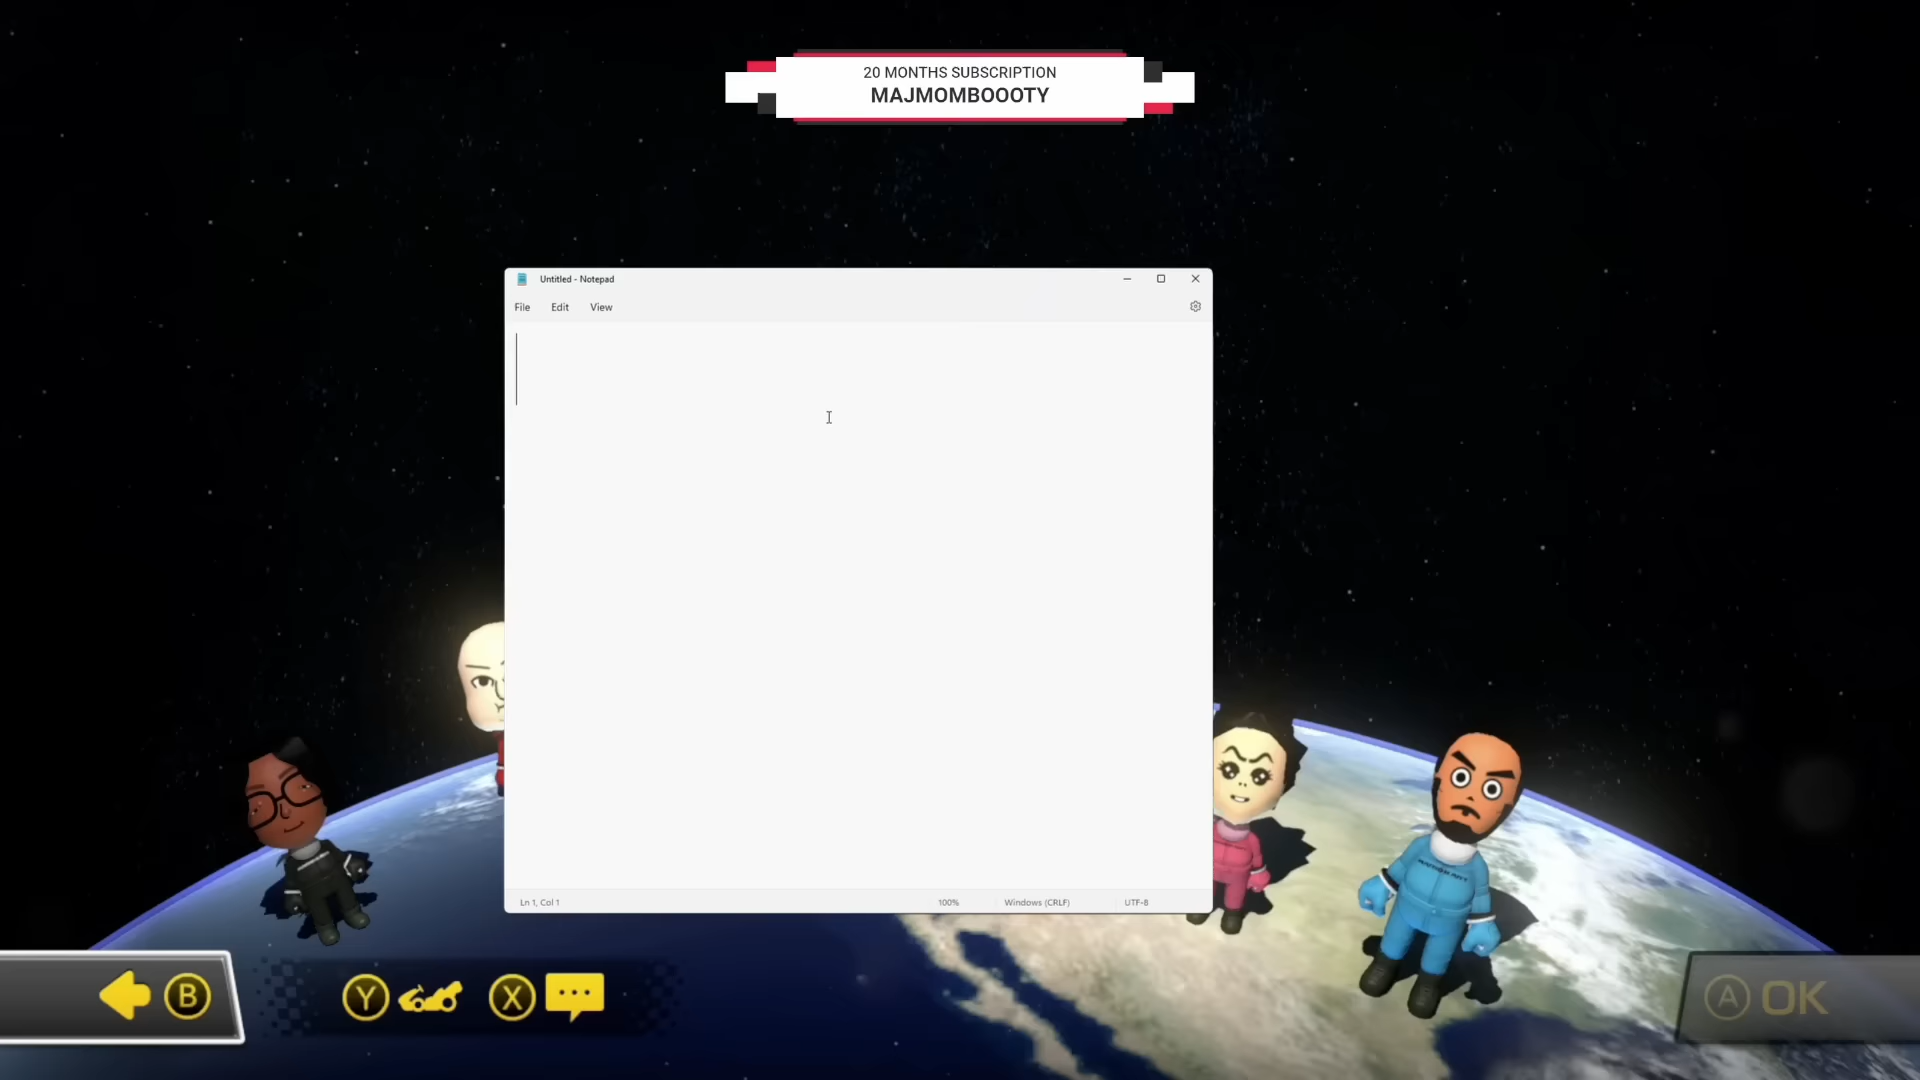 20 MONTHS SUBSCRIPTION
MAJMOMBOOOTY
Untitled - Notepad
File Edit View
Ln 1, Col 1 100% Windows (CRLF) UTF-8
B Y X A OK